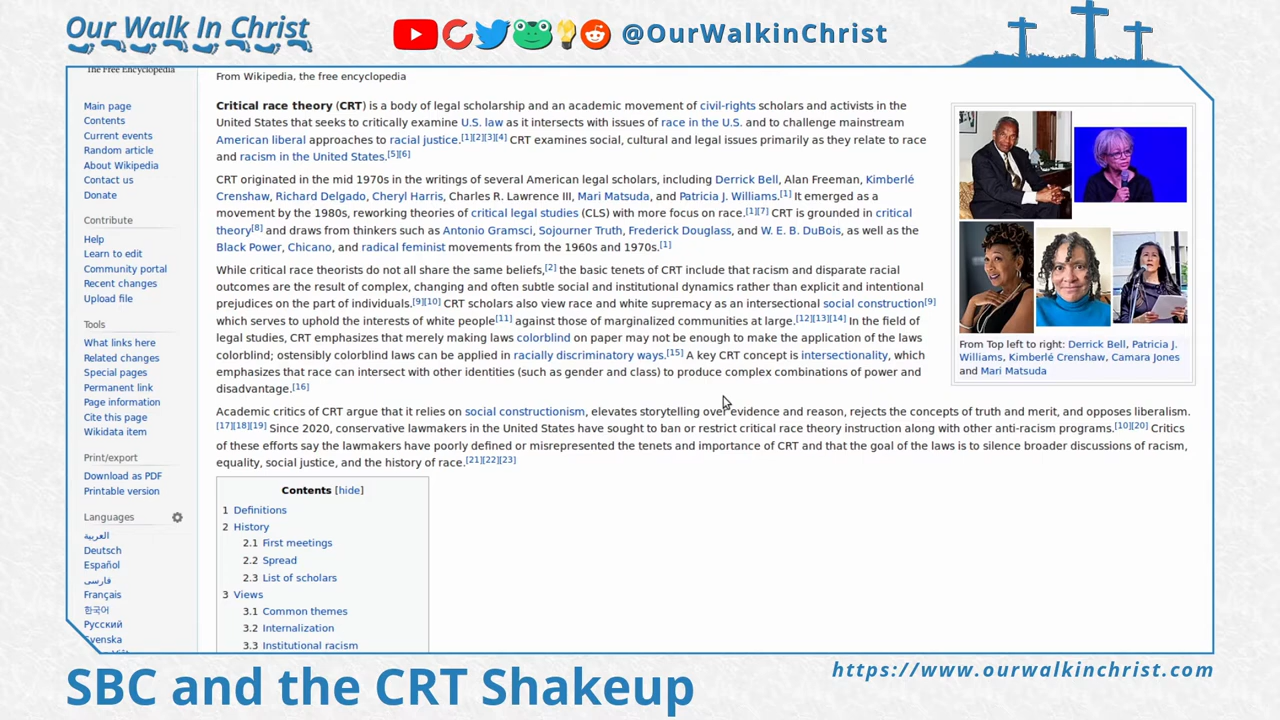 Our Walk In Christ
@OurWalkinChrist
The Free Encyclopedia
Main page
Contents
Current events
Random article
About Wikipedia
Contact us
Donate
Contribute
Help
Learn to edit
Community portal
Recent changes
Upload file
Tools
What links here
Related changes
Special pages
Permanent link
Page information
Cite this page
Wikidata item
Print/export
Download as PDF
Printable version
Languages
العربية
Deutsch
Español
فارسی
Français
한국어
Русский
Svenska
From Wikipedia, the free encyclopedia
Critical race theory (CRT) is a body of legal scholarship and an academic movement of civil-rights scholars and activists in the
United States that seeks to critically examine U.S. law as it intersects with issues of race in the U.S. and to challenge mainstream
American liberal approaches to racial justice.[1][2][3][4] CRT examines social, cultural and legal issues primarily as they relate to race
and racism in the United States.[5][6]
CRT originated in the mid 1970s in the writings of several American legal scholars, including Derrick Bell, Alan Freeman, Kimberlé
Crenshaw, Richard Delgado, Cheryl Harris, Charles R. Lawrence III, Mari Matsuda, and Patricia J. Williams.[1] It emerged as a
movement by the 1980s, reworking theories of critical legal studies (CLS) with more focus on race.[1][7] CRT is grounded in critical
theory[8] and draws from thinkers such as Antonio Gramsci, Sojourner Truth, Frederick Douglass, and W. E. B. DuBois, as well as the
Black Power, Chicano, and radical feminist movements from the 1960s and 1970s.[1]
While critical race theorists do not all share the same beliefs,[2] the basic tenets of CRT include that racism and disparate racial
outcomes are the result of complex, changing and often subtle social and institutional dynamics rather than explicit and intentional
prejudices on the part of individuals.[9][10] CRT scholars also view race and white supremacy as an intersectional social construction[9]
which serves to uphold the interests of white people[11] against those of marginalized communities at large.[12][13][14] In the field of
legal studies, CRT emphasizes that merely making laws colorblind on paper may not be enough to make the application of the laws
colorblind; ostensibly colorblind laws can be applied in racially discriminatory ways.[15] A key CRT concept is intersectionality, which
emphasizes that race can intersect with other identities (such as gender and class) to produce complex combinations of power and
disadvantage.[16]
Academic critics of CRT argue that it relies on social constructionism, elevates storytelling over evidence and reason, rejects the concepts of truth and merit, and opposes liberalism.
[17][18][19] Since 2020, conservative lawmakers in the United States have sought to ban or restrict critical race theory instruction along with other anti-racism programs.[10][20] Critics
of these efforts say the lawmakers have poorly defined or misrepresented the tenets and importance of CRT and that the goal of the laws is to silence broader discussions of racism,
equality, social justice, and the history of race.[21][22][23]
From Top left to right: Derrick Bell, Patricia J.
Williams, Kimberlé Crenshaw, Camara Jones
and Mari Matsuda
Contents [hide]
1 Definitions
2 History
2.1 First meetings
2.2 Spread
2.3 List of scholars
3 Views
3.1 Common themes
3.2 Internalization
3.3 Institutional racism
SBC and the CRT Shakeup
https://www.ourwalkinchrist.com